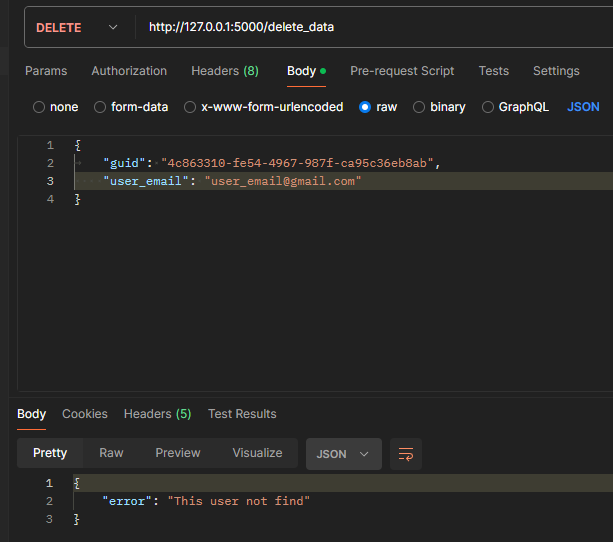 DELETE http://127.0.0.1:5000/delete_data
Params Authorization Headers (8) Body Pre-request Script Tests Settings
none form-data x-www-form-urlencoded raw binary GraphQL JSON
1 {
2 "guid": "4c863310-fe54-4967-987f-ca95c36eb8ab",
3 "user_email": "user_email@gmail.com"
4 }
Body Cookies Headers (5) Test Results
Pretty Raw Preview Visualize JSON
1 {
2 "error": "This user not find"
3 }